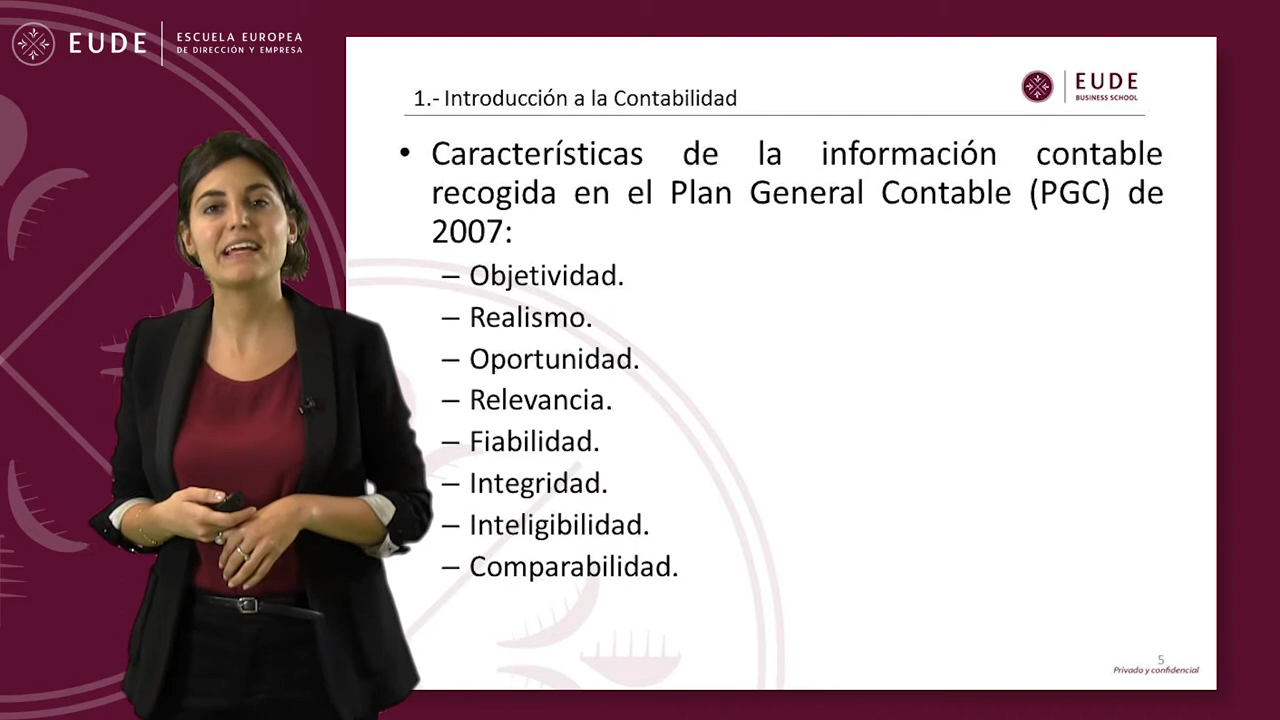 EUDE
ESCUELA EUROPEA
DE DIRECCIÓN Y EMPRESA
1.- Introducción a la Contabilidad
EUDE
BUSINESS SCHOOL
• Características de la información contable
recogida en el Plan General Contable (PGC) de
2007:
– Objetividad.
– Realismo.
– Oportunidad.
– Relevancia.
– Fiabilidad.
– Integridad.
– Inteligibilidad.
– Comparabilidad.
5
Privado y confidencial